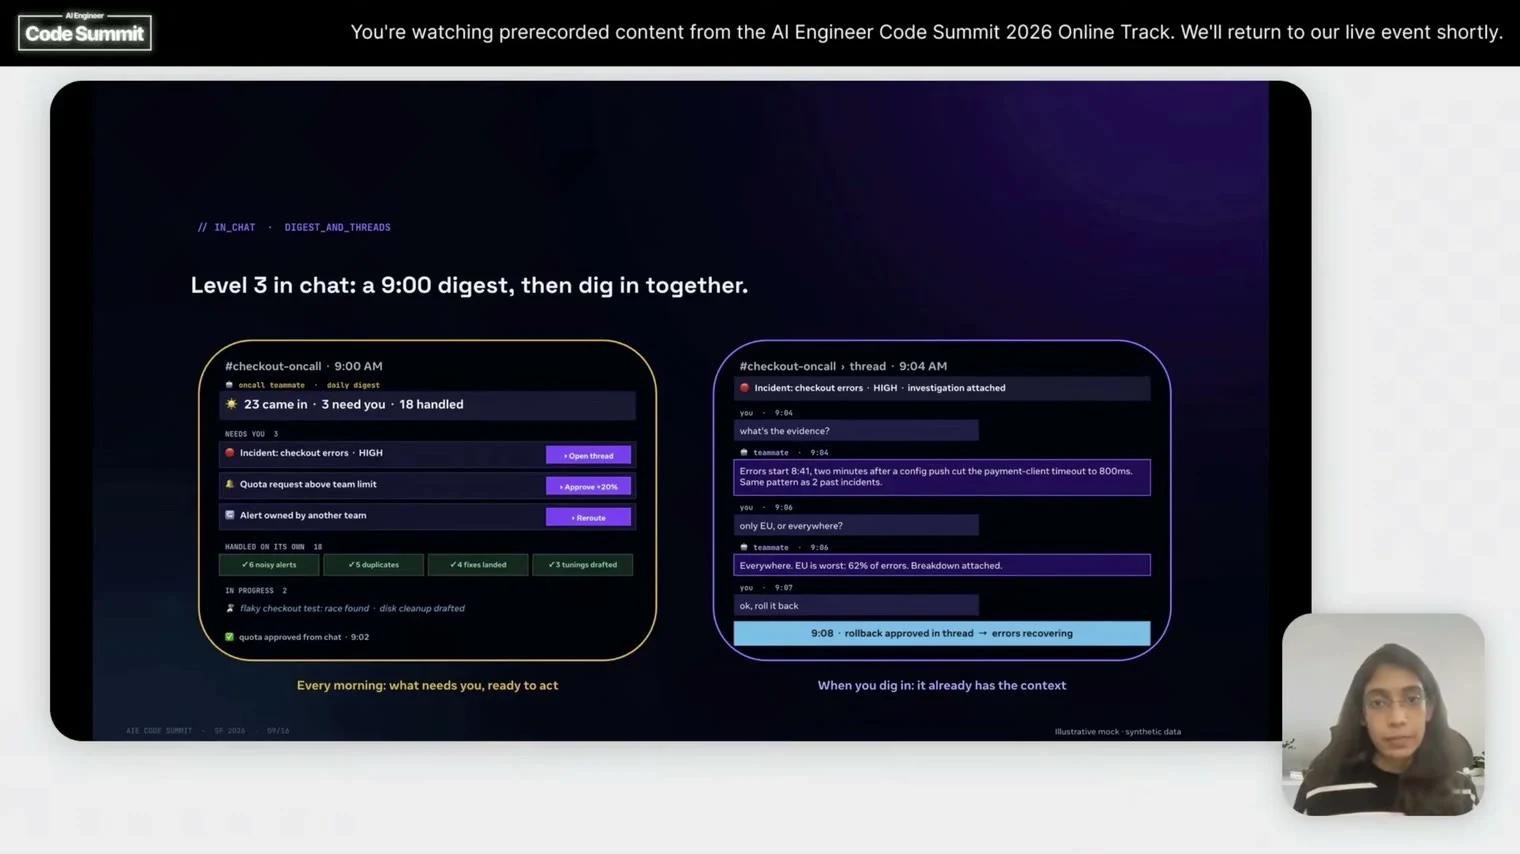 AI Engineer
Code Summit
You're watching prerecorded content from the AI Engineer Code Summit 2026 Online Track. We'll return to our live event shortly.
// IN_CHAT · DIGEST_AND_THREADS
Level 3 in chat: a 9:00 digest, then dig in together.
#checkout-oncall · 9:00 AM
oncall teammate · daily digest
23 came in · 3 need you · 18 handled
NEEDS YOU 3
Incident: checkout errors · HIGH
› Open thread
Quota request above team limit
› Approve +20%
Alert owned by another team
› Reroute
HANDLED ON ITS OWN 18
✓ 6 noisy alerts
✓ 5 duplicates
✓ 4 fixes landed
✓ 3 tunings drafted
IN PROGRESS 2
flaky checkout test: race found · disk cleanup drafted
quota approved from chat · 9:02
Every morning: what needs you, ready to act
#checkout-oncall › thread · 9:04 AM
Incident: checkout errors · HIGH · investigation attached
you · 9:04
what's the evidence?
teammate · 9:04
Errors start 8:41, two minutes after a config push cut the payment-client timeout to 800ms.
Same pattern as 2 past incidents.
you · 9:06
only EU, or everywhere?
teammate · 9:06
Everywhere. EU is worst: 62% of errors. Breakdown attached.
you · 9:07
ok, roll it back
9:08 · rollback approved in thread → errors recovering
When you dig in: it already has the context
AIE CODE SUMMIT · SF 2026 · 09/16
Illustrative mock · synthetic data